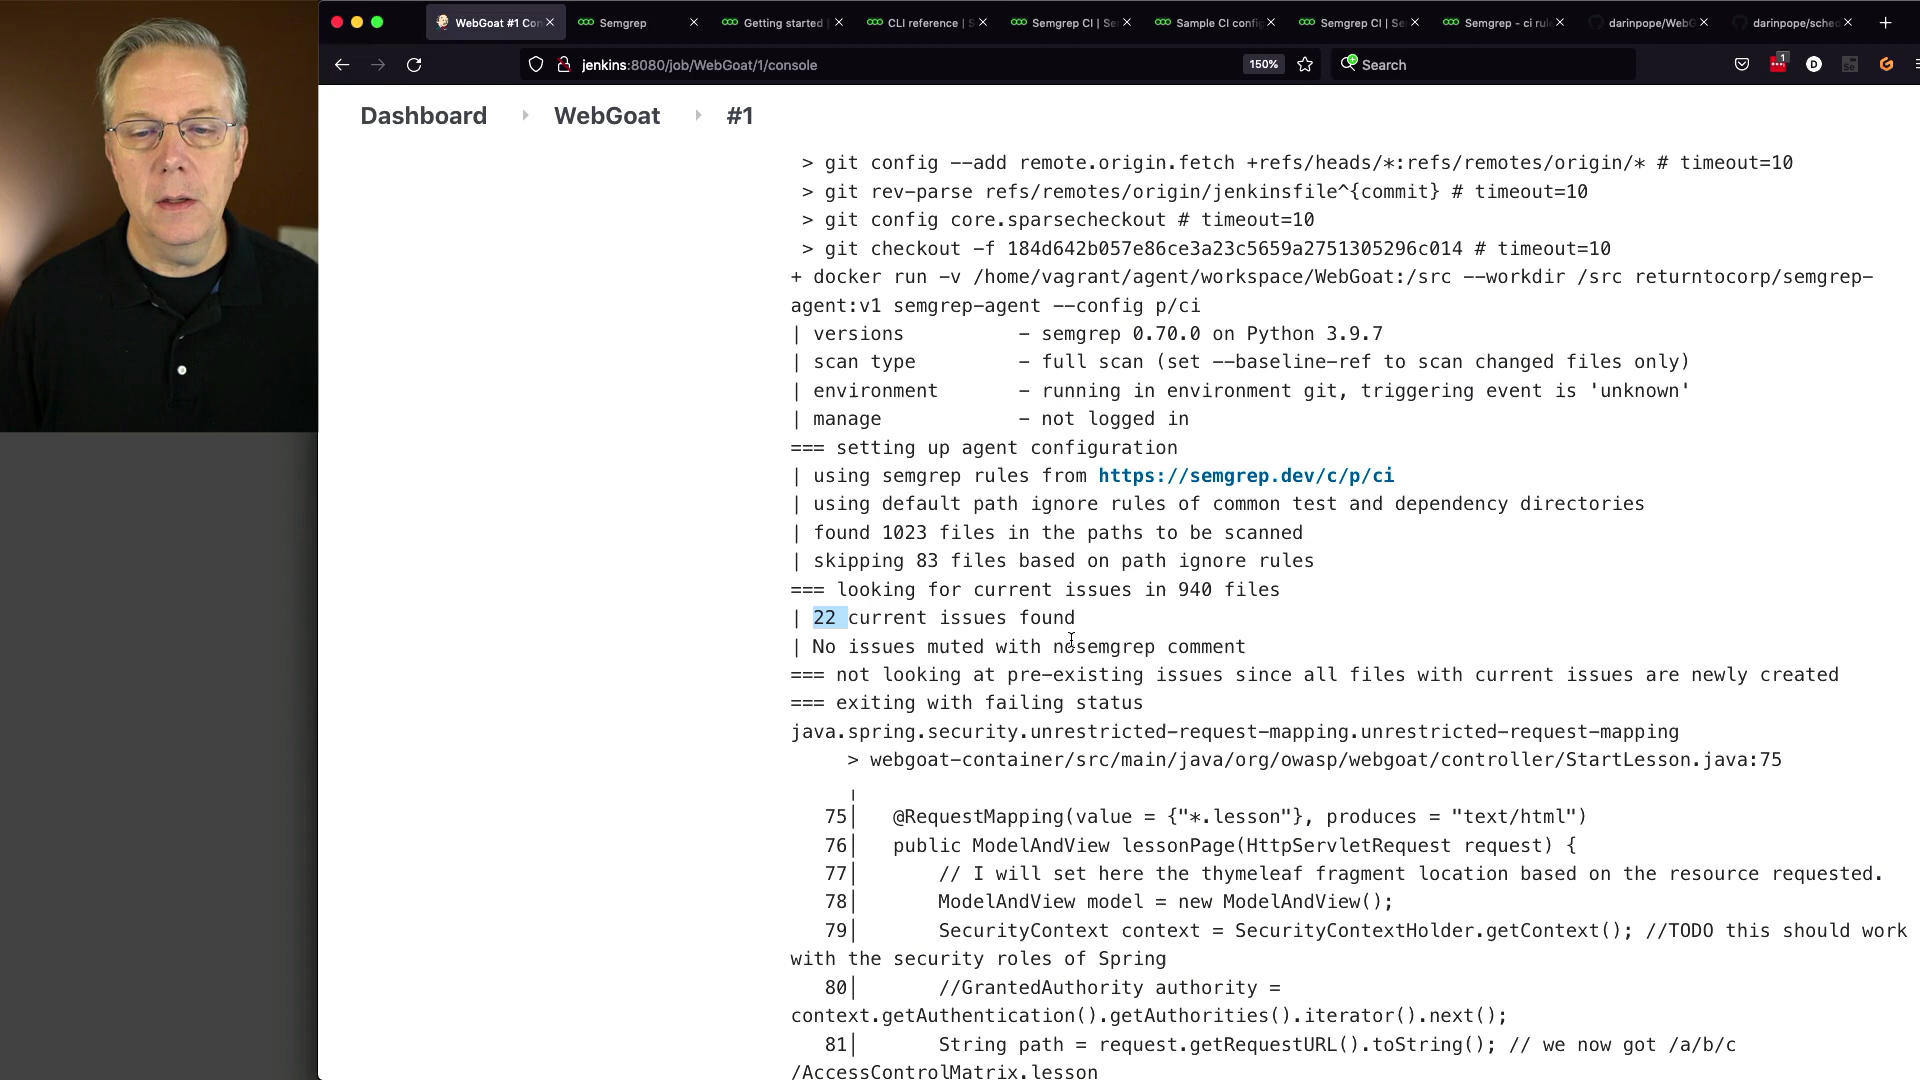 WebGoat #1 Con
Semgrep
Getting started
CLI reference | S
Semgrep CI | Se
Sample CI config
Semgrep CI | Se
Semgrep - ci rul
darinpope/WebG
darinpope/sched
jenkins:8080/job/WebGoat/1/console
150%
Search
1
D
Dashboard
WebGoat
#1
> git config --add remote.origin.fetch +refs/heads/*:refs/remotes/origin/* # timeout=10
> git rev-parse refs/remotes/origin/jenkinsfile^{commit} # timeout=10
> git config core.sparsecheckout # timeout=10
> git checkout -f 184d642b057e86ce3a23c5659a2751305296c014 # timeout=10
+ docker run -v /home/vagrant/agent/workspace/WebGoat:/src --workdir /src returntocorp/semgrep-
agent:v1 semgrep-agent --config p/ci
| versions - semgrep 0.70.0 on Python 3.9.7
| scan type - full scan (set --baseline-ref to scan changed files only)
| environment - running in environment git, triggering event is 'unknown'
| manage - not logged in
=== setting up agent configuration
| using semgrep rules from https://semgrep.dev/c/p/ci
| using default path ignore rules of common test and dependency directories
| found 1023 files in the paths to be scanned
| skipping 83 files based on path ignore rules
=== looking for current issues in 940 files
| 22 current issues found
| No issues muted with nosemgrep comment
=== not looking at pre-existing issues since all files with current issues are newly created
=== exiting with failing status
java.spring.security.unrestricted-request-mapping.unrestricted-request-mapping
> webgoat-container/src/main/java/org/owasp/webgoat/controller/StartLesson.java:75
75| @RequestMapping(value = {"*.lesson"}, produces = "text/html")
76| public ModelAndView lessonPage(HttpServletRequest request) {
77| // I will set here the thymeleaf fragment location based on the resource requested.
78| ModelAndView model = new ModelAndView();
79| SecurityContext context = SecurityContextHolder.getContext(); //TODO this should work
with the security roles of Spring
80| //GrantedAuthority authority =
context.getAuthentication().getAuthorities().iterator().next();
81| String path = request.getRequestURL().toString(); // we now got /a/b/c
/AccessControlMatrix.lesson